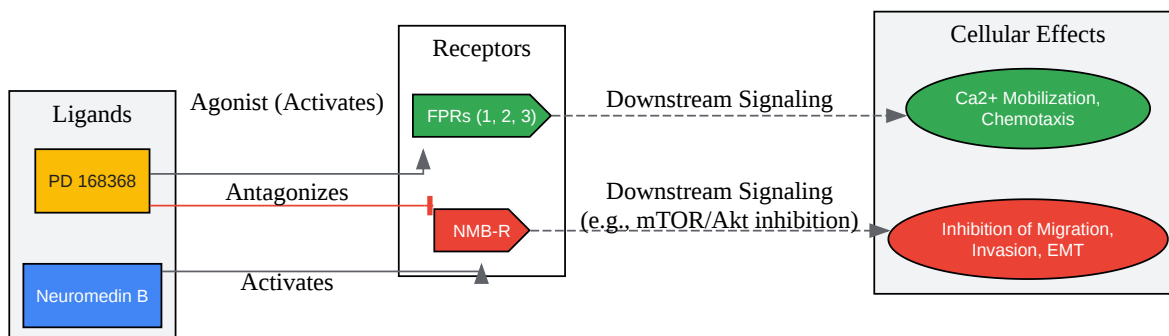 Ligands
PD 168368
Neuromedin B
Agonist (Activates)
Antagonizes
Activates
Receptors
FPRs (1, 2, 3)
NMB-R
Downstream Signaling
Downstream Signaling
(e.g., mTOR/Akt inhibition)
Cellular Effects
Ca2+ Mobilization,
Chemotaxis
Inhibition of Migration,
Invasion, EMT